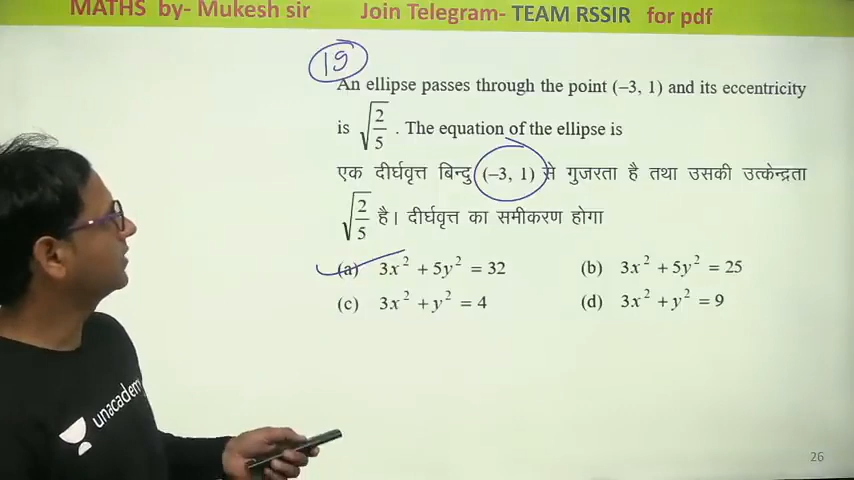 MATHS by- Mukesh sir Join Telegram- TEAM RSSIR for pdf
19
An ellipse passes through the point (–3, 1) and its eccentricity
is √(2/5) . The equation of the ellipse is
एक दीर्घवृत्त बिन्दु (–3, 1) से गुजरता है तथा उसकी उत्केन्द्रता
√(2/5) है। दीर्घवृत्त का समीकरण होगा
(a) 3x² + 5y² = 32 (b) 3x² + 5y² = 25
(c) 3x² + y² = 4 (d) 3x² + y² = 9
unacademy
26